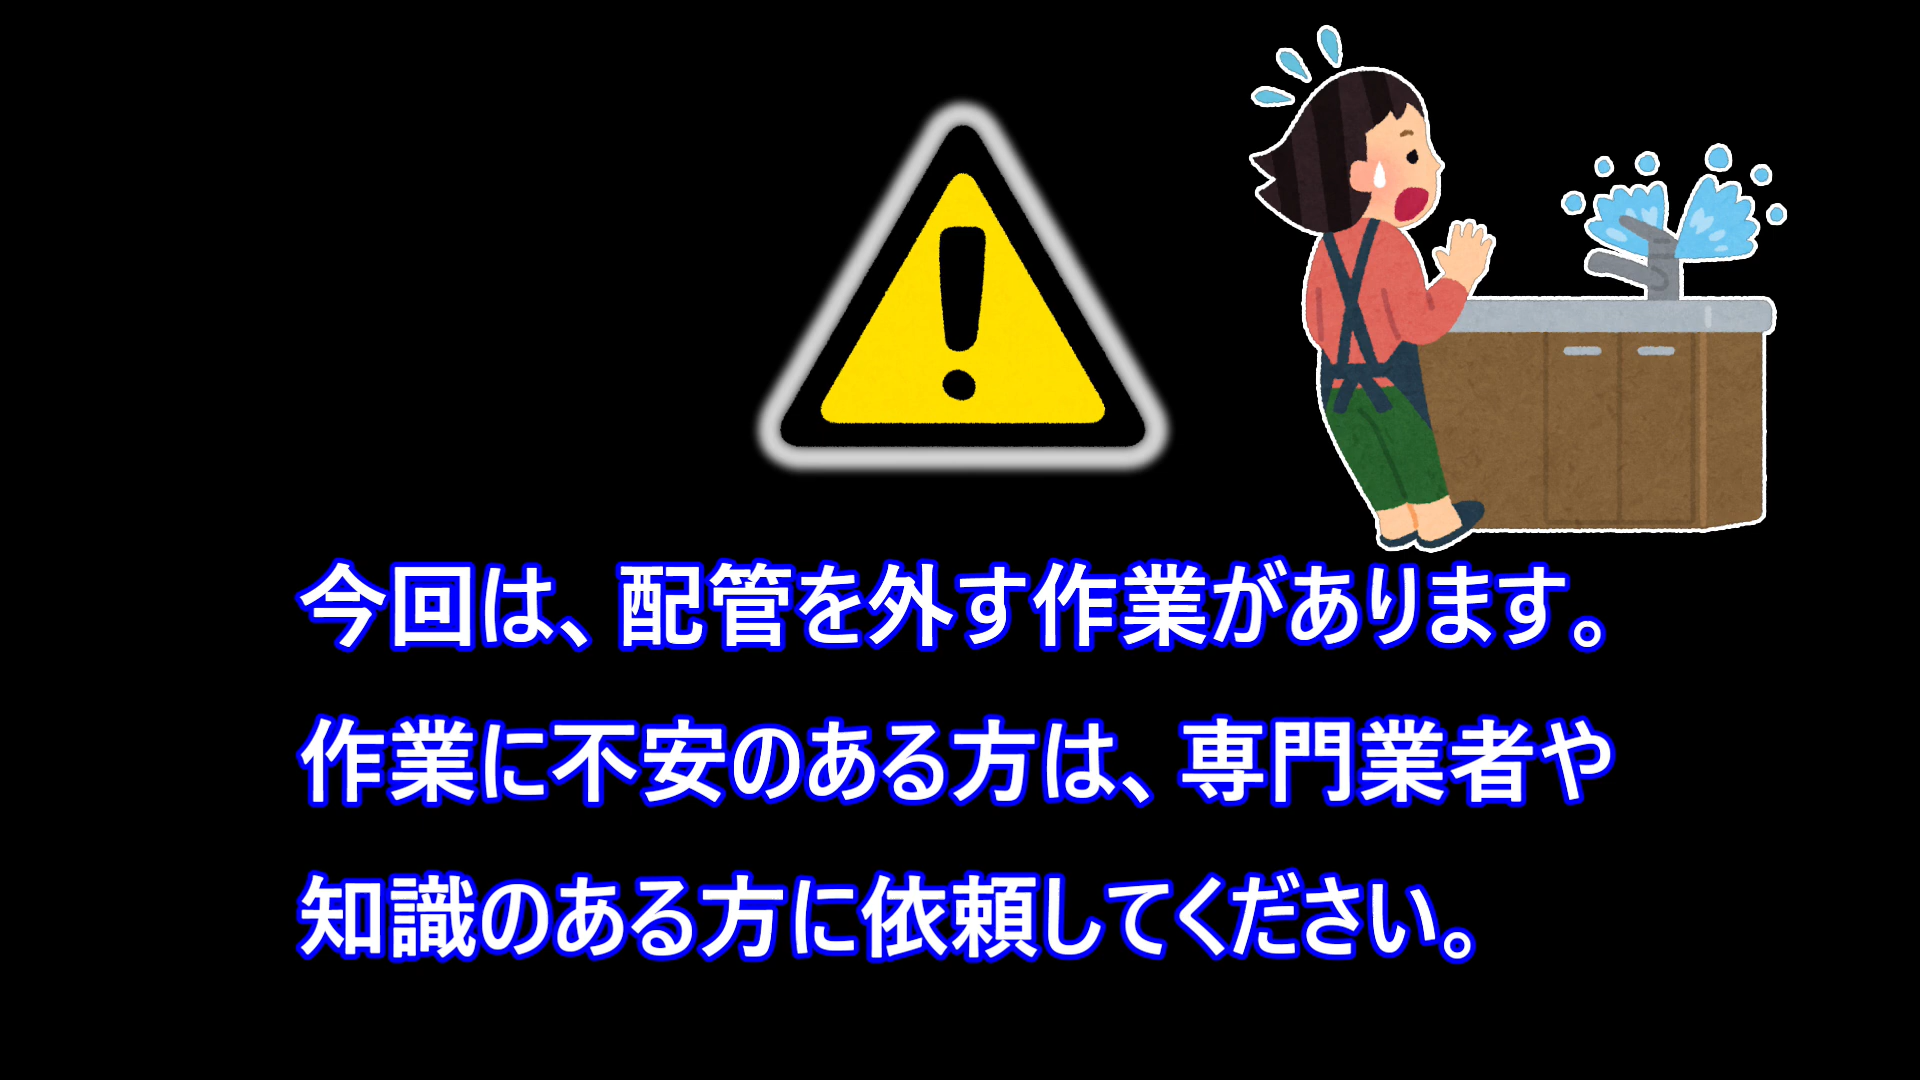 今回は、配管を外す作業があります。
作業に不安のある方は、専門業者や
知識のある方に依頼してください。